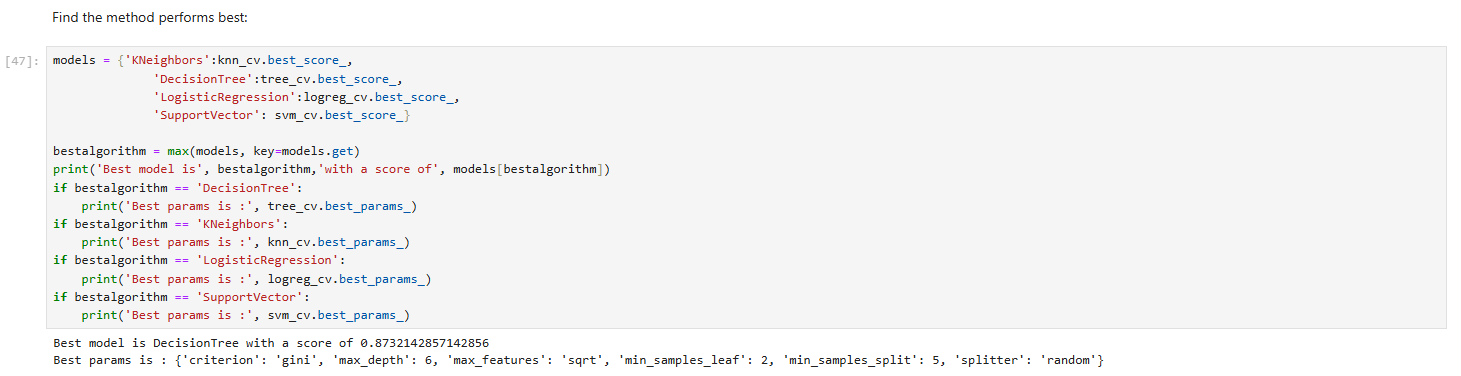 Find the method performs best:
[47]:
models = {'KNeighbors':knn_cv.best_score_,
'DecisionTree':tree_cv.best_score_,
'LogisticRegression':logreg_cv.best_score_,
'SupportVector': svm_cv.best_score_}
bestalgorithm = max(models, key=models.get)
print('Best model is', bestalgorithm,'with a score of', models[bestalgorithm])
if bestalgorithm == 'DecisionTree':
print('Best params is :', tree_cv.best_params_)
if bestalgorithm == 'KNeighbors':
print('Best params is :', knn_cv.best_params_)
if bestalgorithm == 'LogisticRegression':
print('Best params is :', logreg_cv.best_params_)
if bestalgorithm == 'SupportVector':
print('Best params is :', svm_cv.best_params_)
Best model is DecisionTree with a score of 0.8732142857142856
Best params is : {'criterion': 'gini', 'max_depth': 6, 'max_features': 'sqrt', 'min_samples_leaf': 2, 'min_samples_split': 5, 'splitter': 'random'}